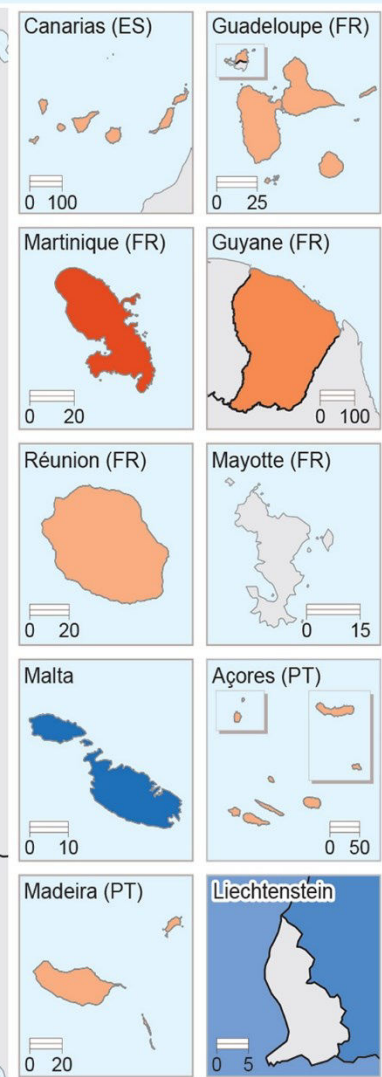 Canarias (ES)
0 100
Guadeloupe (FR)
0 25
Martinique (FR)
0 20
Guyane (FR)
0 100
Réunion (FR)
0 20
Mayotte (FR)
0 15
Malta
0 10
Açores (PT)
0 50
Madeira (PT)
0 20
Liechtenstein
0 5